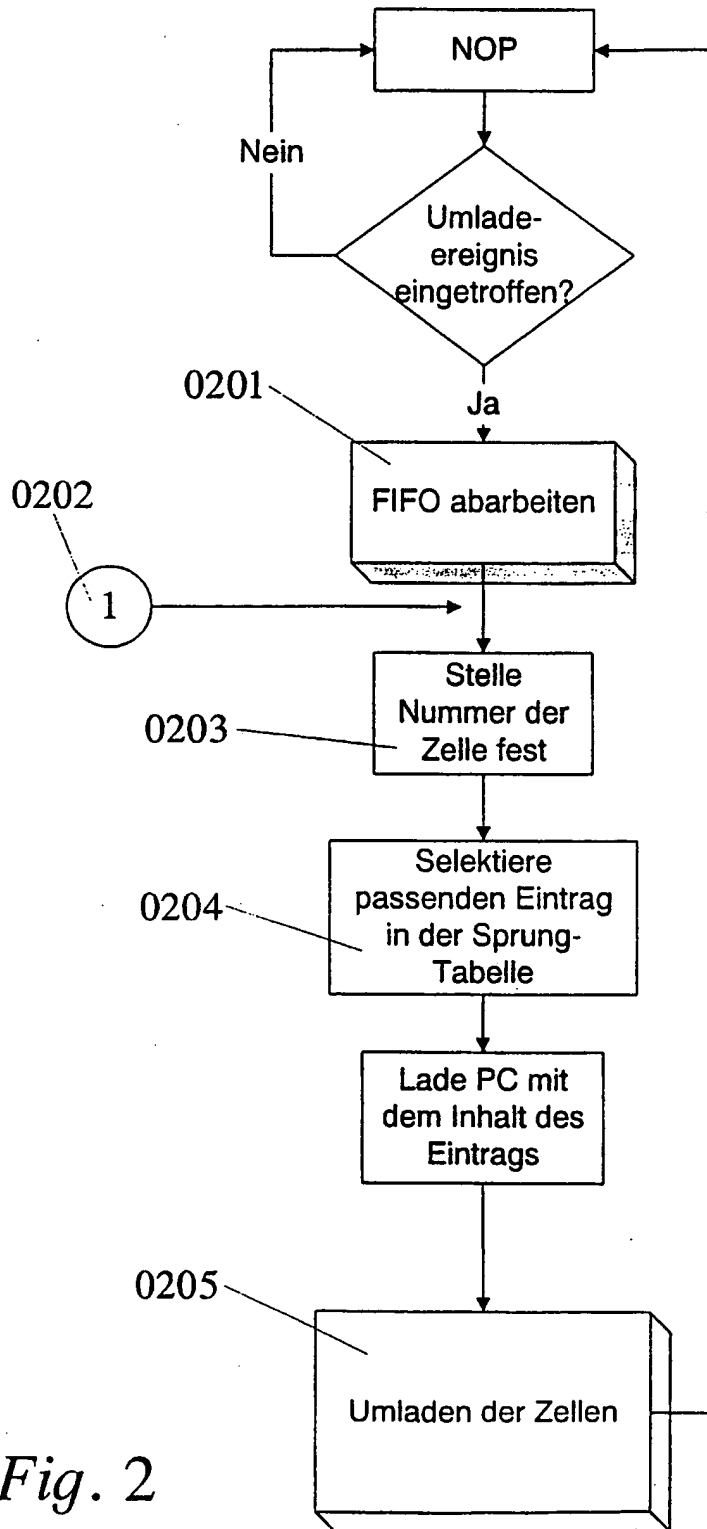 NOP
Nein
Umlade-
ereignis
eingetroffen?
Ja
0201
FIFO abarbeiten
0202
1
Stelle
Nummer der
Zelle fest
0203
Selektiere
passenden Eintrag
in der Sprung-
Tabelle
0204
Lade PC mit
dem Inhalt des
Eintrags
0205
Umladen der Zellen
Fig. 2